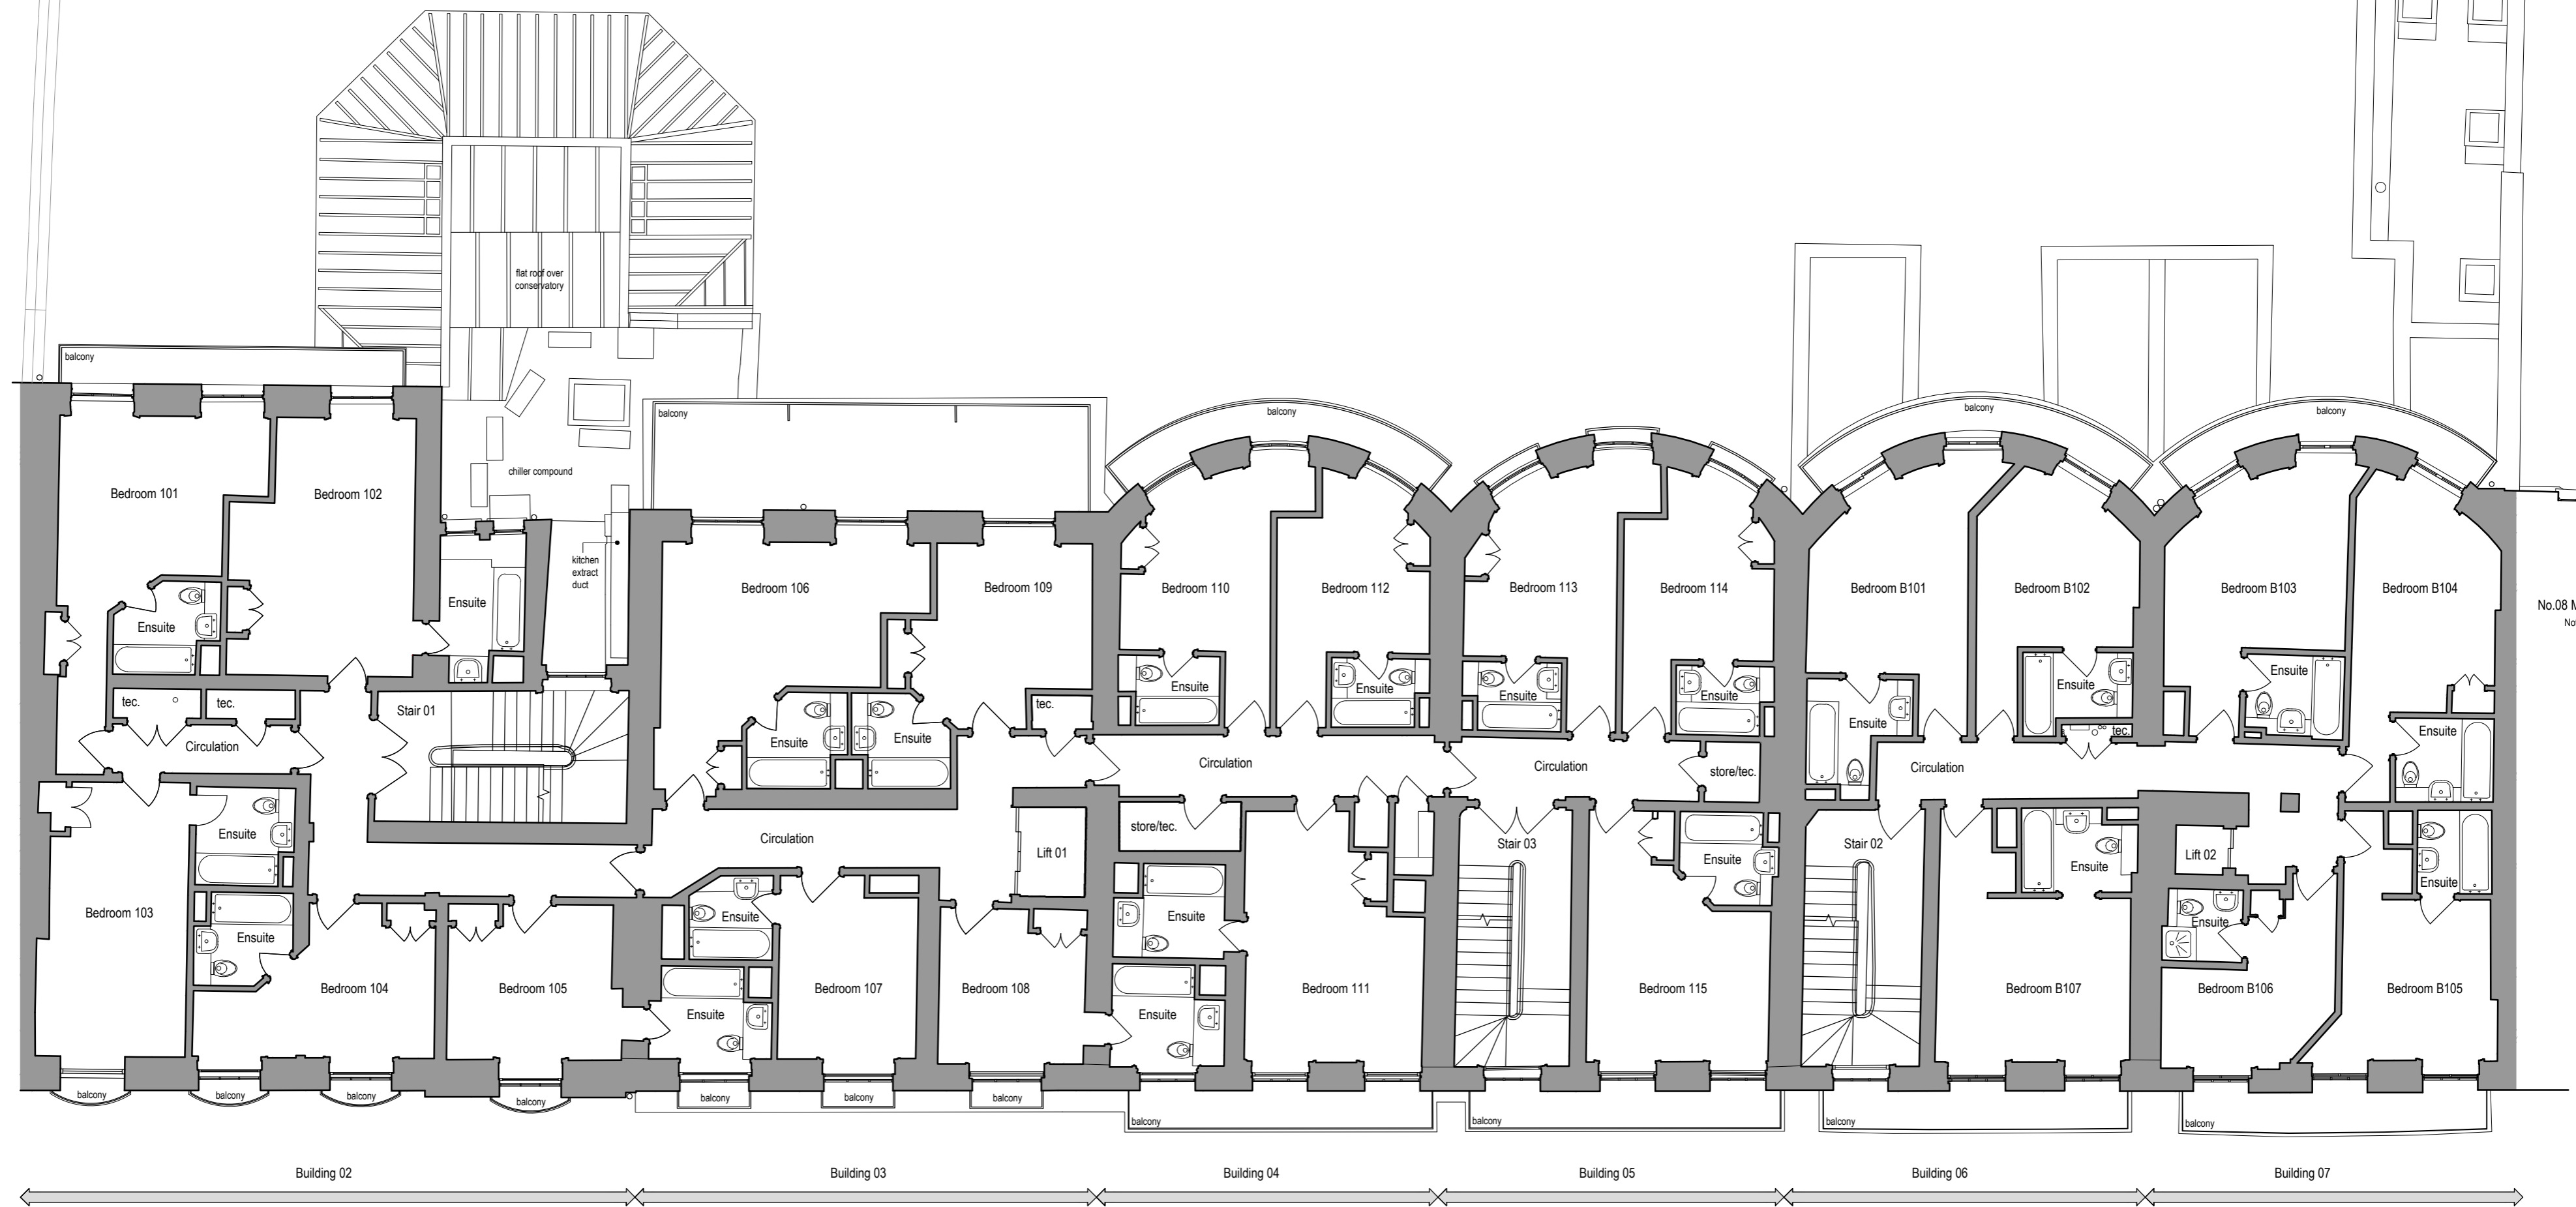 flat roof over
conservatory
balcony
balcony
balcony
balcony
balcony
chiller compound
Bedroom 101
Bedroom 102
kitchen
extract
duct
Bedroom 106
Bedroom 109
Bedroom 110
Bedroom 112
Bedroom 113
Bedroom 114
Bedroom B101
Bedroom B102
Bedroom B103
Bedroom B104
No.08 M
Ensuite
Ensuite
Ensuite
Ensuite
Ensuite
Ensuite
Ensuite
Ensuite
Ensuite
tec.
tec.
Stair 01
tec.
Ensuite
Ensuite
Ensuite
tec.
Ensuite
Circulation
Circulation
Circulation
store/tec.
Circulation
Ensuite
store/tec.
Circulation
Lift 01
Stair 03
Ensuite
Stair 02
Ensuite
Lift 02
Ensuite
Bedroom 103
Ensuite
Ensuite
Ensuite
Ensuite
Bedroom 104
Bedroom 105
Ensuite
Bedroom 107
Bedroom 108
Ensuite
Bedroom 111
Bedroom 115
Bedroom B107
Bedroom B106
Bedroom B105
balcony
balcony
balcony
balcony
balcony
balcony
balcony
balcony
balcony
balcony
balcony
Building 02
Building 03
Building 04
Building 05
Building 06
Building 07